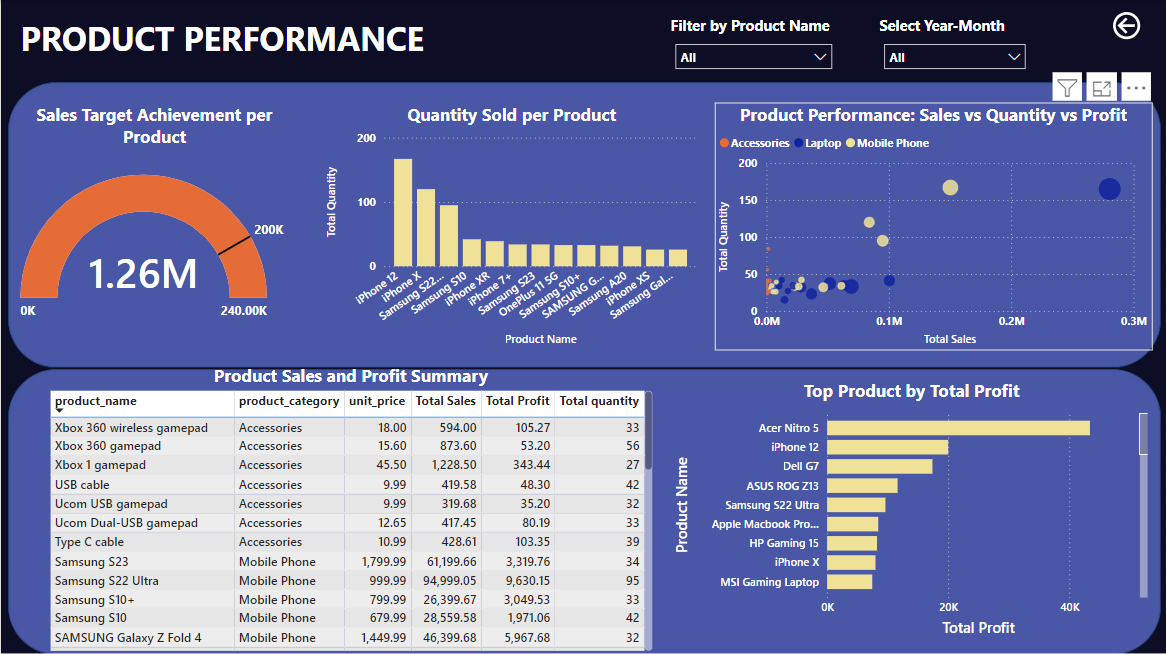 PRODUCT PERFORMANCE
Filter by Product Name
Select Year-Month
All
All
Sales Target Achievement per
Product
200K
1.26M
0K
240.00K
Quantity Sold per Product
Total Quantity
200
100
0
iPhone 12
iPhone X
Samsung S22...
Samsung S10
iPhone XR
iPhone 7+
Samsung S23
OnePlus 11 5G
Samsung S10+
SAMSUNG G...
Samsung A20
iPhone XS
Samsung Gal...
Product Name
Product Performance: Sales vs Quantity vs Profit
Accessories Laptop Mobile Phone
Total Quantity
200
150
100
50
0
0.0M 0.1M 0.2M 0.3M
Total Sales
Product Sales and Profit Summary
product_name product_category unit_price Total Sales Total Profit Total quantity
Xbox 360 wireless gamepad Accessories 18.00 594.00 105.27 33
Xbox 360 gamepad Accessories 15.60 873.60 53.20 56
Xbox 1 gamepad Accessories 45.50 1,228.50 343.44 27
USB cable Accessories 9.99 419.58 48.30 42
Ucom USB gamepad Accessories 9.99 319.68 35.20 32
Ucom Dual-USB gamepad Accessories 12.65 417.45 80.19 33
Type C cable Accessories 10.99 428.61 103.35 39
Samsung S23 Mobile Phone 1,799.99 61,199.66 3,319.76 34
Samsung S22 Ultra Mobile Phone 999.99 94,999.05 9,630.15 95
Samsung S10+ Mobile Phone 799.99 26,399.67 3,049.53 33
Samsung S10 Mobile Phone 679.99 28,559.58 1,971.06 42
SAMSUNG Galaxy Z Fold 4 Mobile Phone 1,449.99 46,399.68 5,967.68 32
Top Product by Total Profit
Product Name
Acer Nitro 5
iPhone 12
Dell G7
ASUS ROG Z13
Samsung S22 Ultra
Apple Macbook Pro...
HP Gaming 15
iPhone X
MSI Gaming Laptop
0K 20K 40K
Total Profit